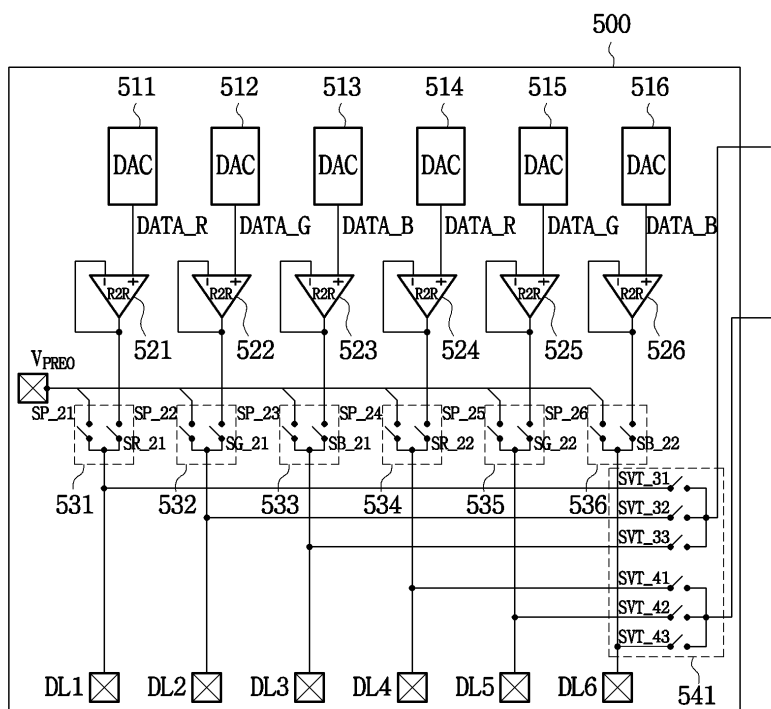 500
511 512 513 514 515 516
DAC DAC DAC DAC DAC DAC
DATA_R DATA_G DATA_B DATA_R DATA_G DATA_B
- + - + - + - + - + - +
R2R R2R R2R R2R R2R R2R
521 522 523 524 525 526
VPRE0
SP_21 SP_22 SP_23 SP_24 SP_25 SP_26
SR_21 SG_21 SB_21 SR_22 SG_22 SB_22
531 532 533 534 535 536
SVT_31
SVT_32
SVT_33
SVT_41
SVT_42
SVT_43
DL1 DL2 DL3 DL4 DL5 DL6
541